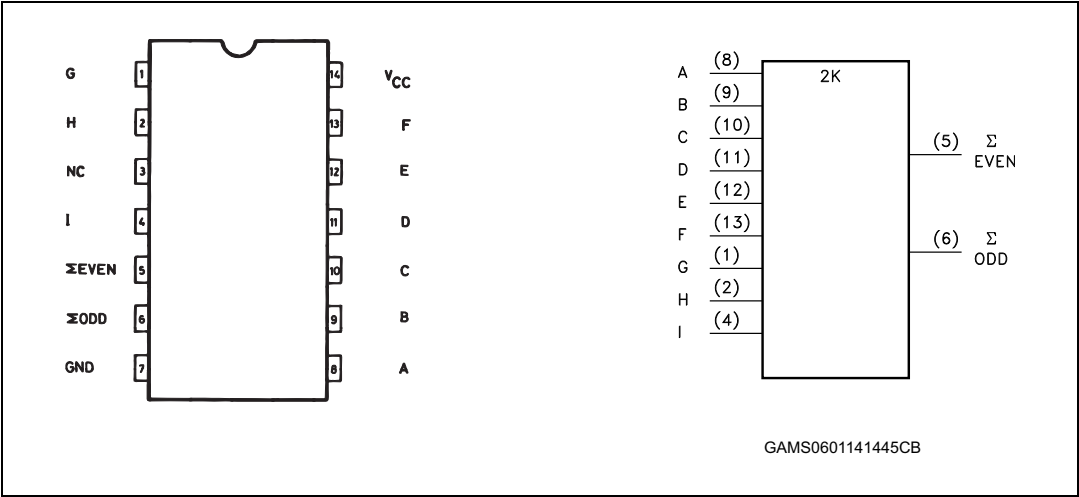 G 1 14 VCC
H 2 13 F
NC 3 12 E
I 4 11 D
ΣEVEN 5 10 C
ΣODD 6 9 B
GND 7 8 A
2K
A (8)
B (9)
C (10)
D (11)
E (12)
F (13)
G (1)
H (2)
I (4)
(5) Σ
EVEN
(6) Σ
ODD
GAMS0601141445CB